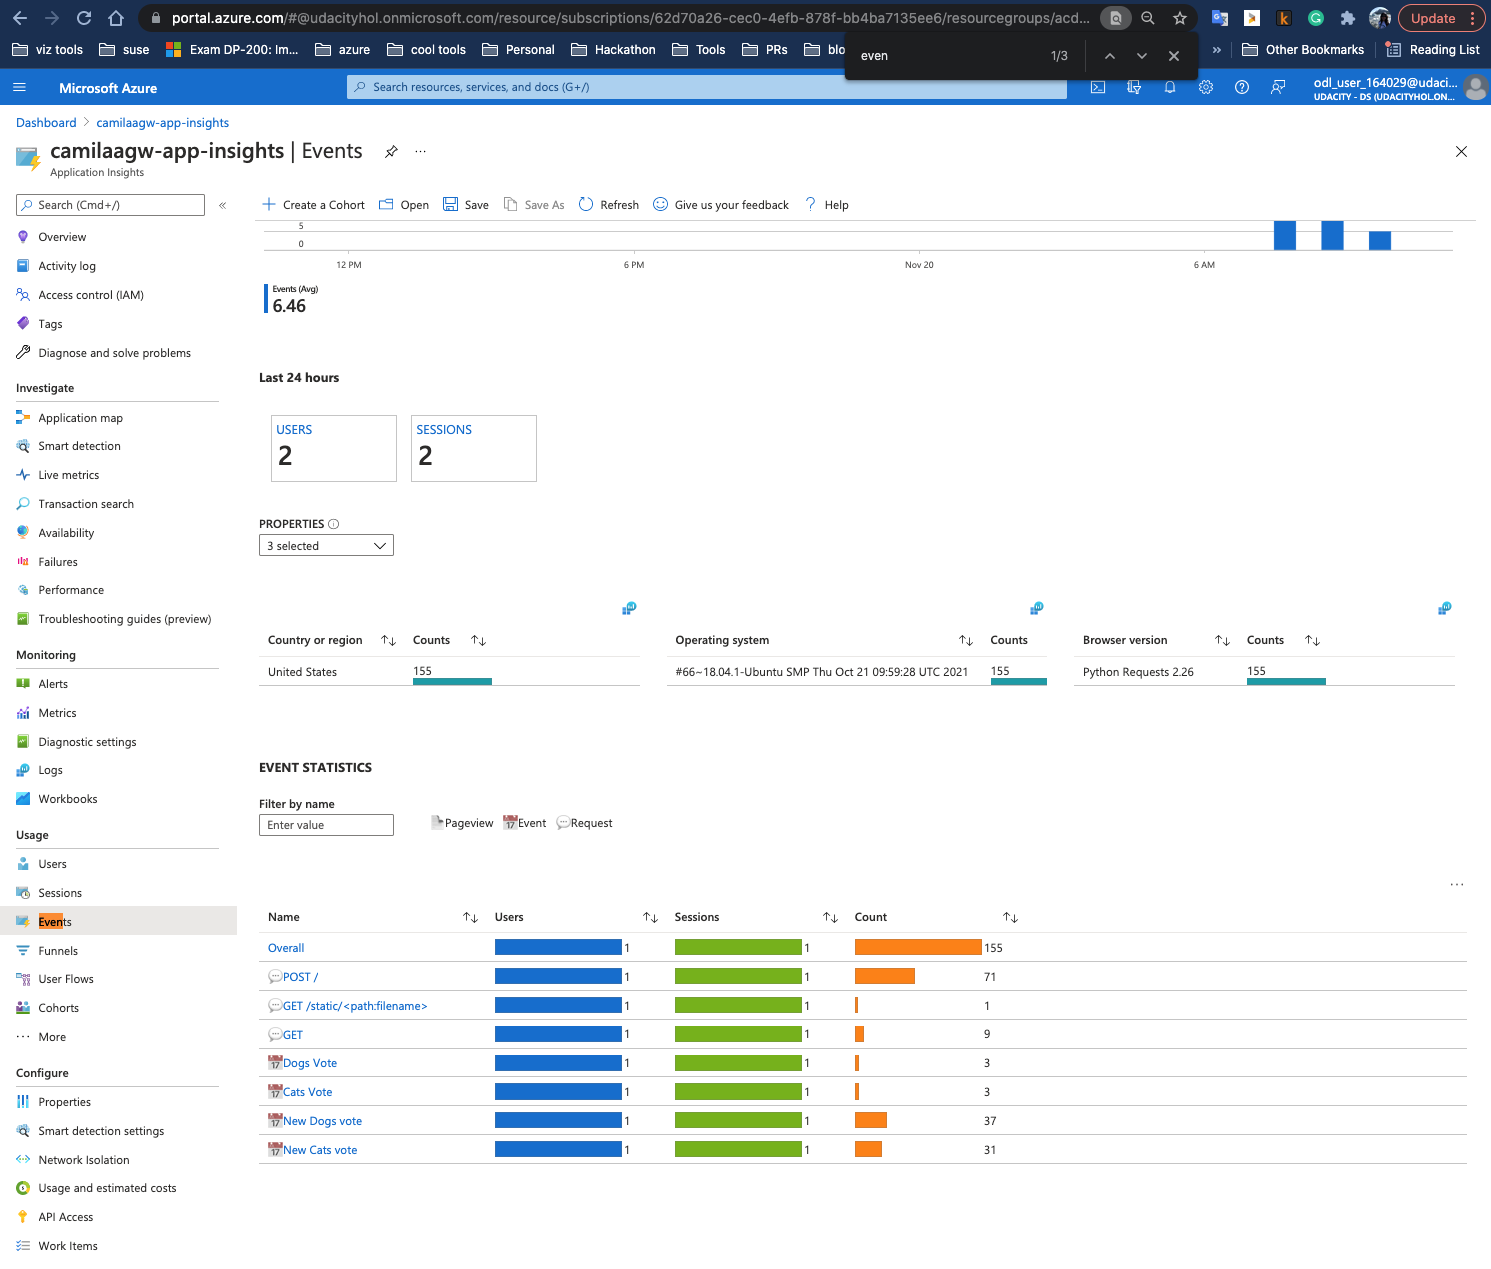 portal.azure.com/#@udacityhol.onmicrosoft.com/resource/subscriptions/62d70a26-cec0-4efb-878f-bb4ba7135ee6/resourcegroups/acd...
Update
viz tools suse Exam DP-200: Im... azure cool tools Personal Hackathon Tools PRs blo » Other Bookmarks Reading List
even 1/3
Microsoft Azure
Search resources, services, and docs (G+/)
odl_user_164029@udaci...
UDACITY - DS (UDACITYHOL.ON...
Dashboard > camilaagw-app-insights
camilaagw-app-insights | Events ...
Application Insights
Search (Cmd+/) «
Create a Cohort Open Save Save As Refresh Give us your feedback Help
Overview
Activity log
Access control (IAM)
Tags
Diagnose and solve problems
Investigate
Application map
Smart detection
Live metrics
Transaction search
Availability
Failures
Performance
Troubleshooting guides (preview)
Monitoring
Alerts
Metrics
Diagnostic settings
Logs
Workbooks
Usage
Users
Sessions
Events
Funnels
User Flows
Cohorts
More
Configure
Properties
Smart detection settings
Network Isolation
Usage and estimated costs
API Access
Work Items
5
0
12 PM 6 PM Nov 20 6 AM
Events (Avg)
6.46
Last 24 hours
USERS
2
SESSIONS
2
PROPERTIES
3 selected
Country or region Counts
United States 155
Operating system Counts
#66~18.04.1-Ubuntu SMP Thu Oct 21 09:59:28 UTC 2021 155
Browser version Counts
Python Requests 2.26 155
EVENT STATISTICS
Filter by name
Enter value
Pageview Event Request
...
Name Users Sessions Count
Overall 1 1 155
POST / 1 1 71
GET /static/<path:filename> 1 1 1
GET 1 1 9
Dogs Vote 1 1 3
Cats Vote 1 1 3
New Dogs vote 1 1 37
New Cats vote 1 1 31